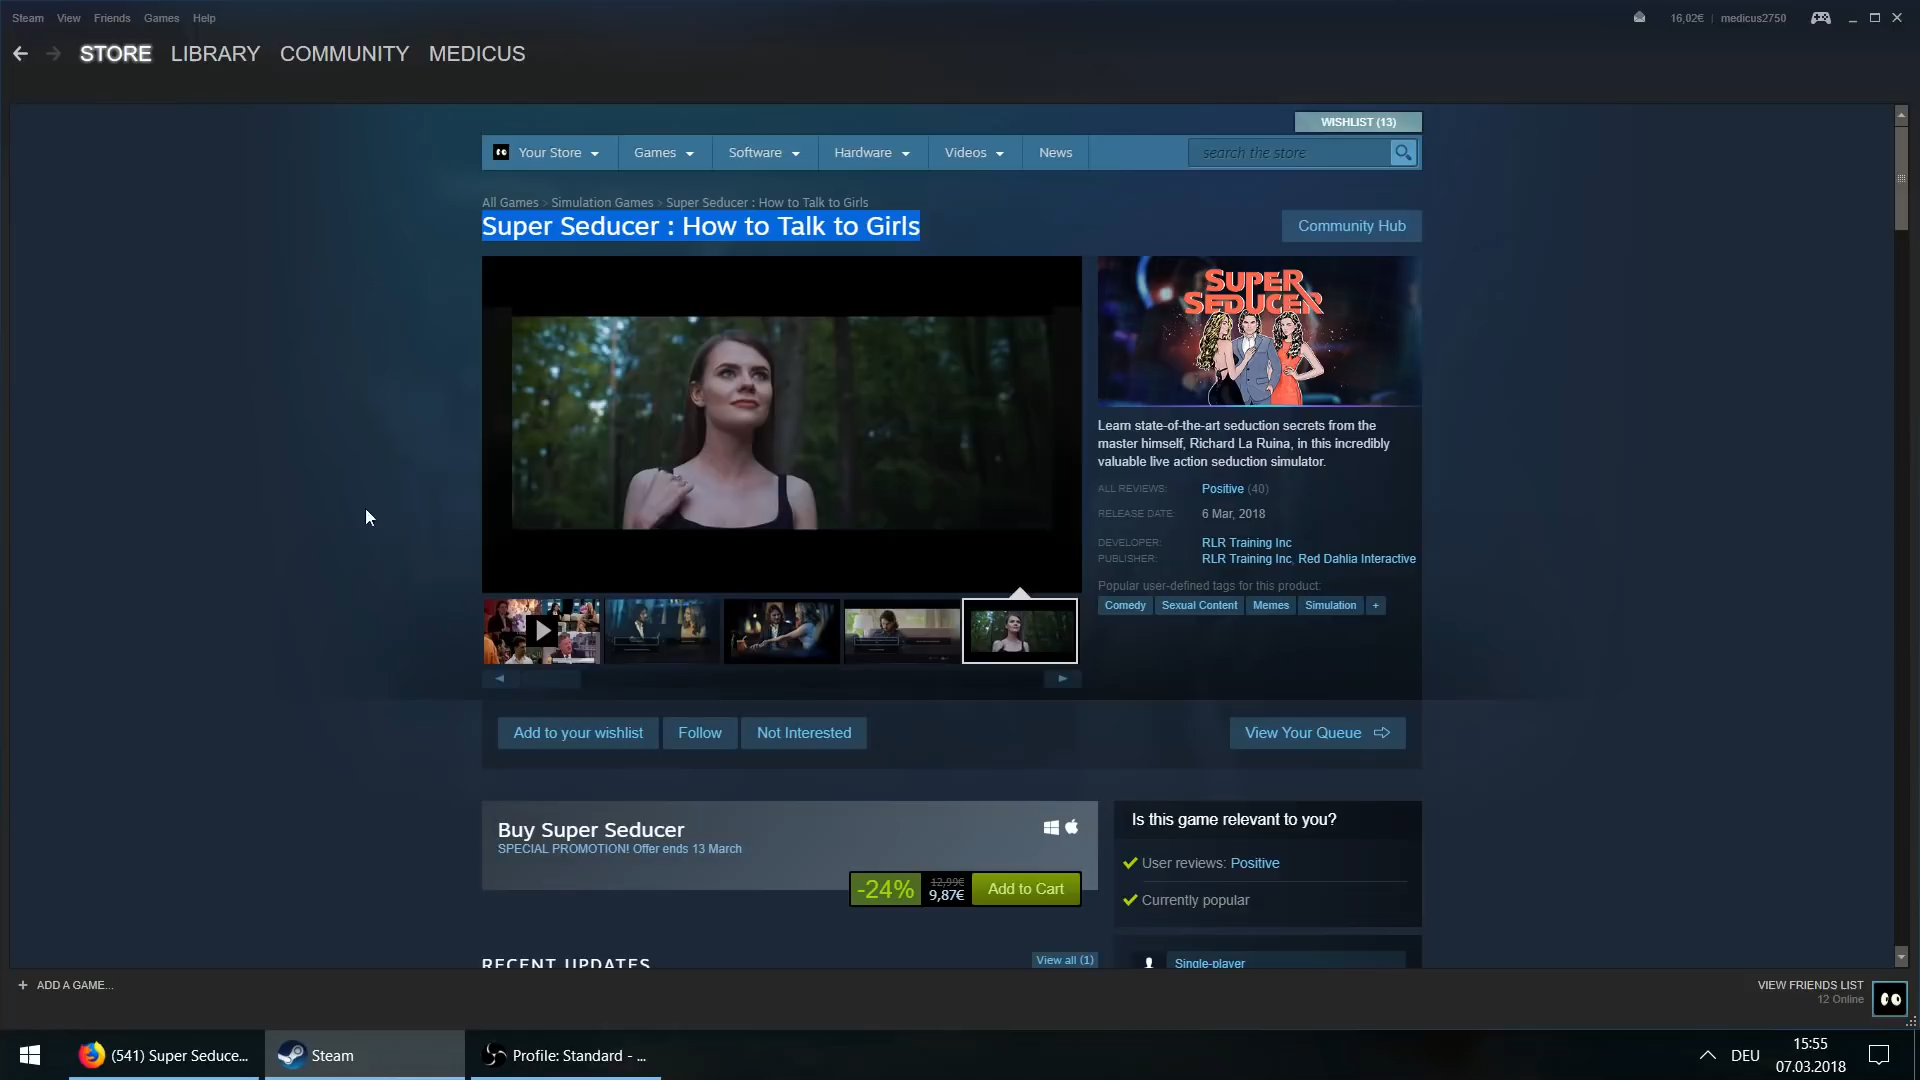 Steam View Friends Games Help
16,02€ | medicus2750
STORE LIBRARY COMMUNITY MEDICUS
WISHLIST (13)
Your Store Games Software Hardware Videos News
search the store
All Games > Simulation Games > Super Seducer : How to Talk to Girls
Super Seducer : How to Talk to Girls
Community Hub
SUPER
SEDUCER
Learn state-of-the-art seduction secrets from the
master himself, Richard La Ruina, in this incredibly
valuable live action seduction simulator.
ALL REVIEWS: Positive (40)
RELEASE DATE: 6 Mar, 2018
DEVELOPER: RLR Training Inc
PUBLISHER: RLR Training Inc, Red Dahlia Interactive
Popular user-defined tags for this product:
Comedy Sexual Content Memes Simulation +
Add to your wishlist Follow Not Interested
View Your Queue
Buy Super Seducer
SPECIAL PROMOTION! Offer ends 13 March
-24% 12,99€ 9,87€ Add to Cart
Is this game relevant to you?
User reviews: Positive
Currently popular
RECENT UPDATES
View all (1)
Single-player
+ ADD A GAME...
VIEW FRIENDS LIST
12 Online
(541) Super Seduce...
Steam
Profile: Standard - ...
DEU
15:55
07.03.2018